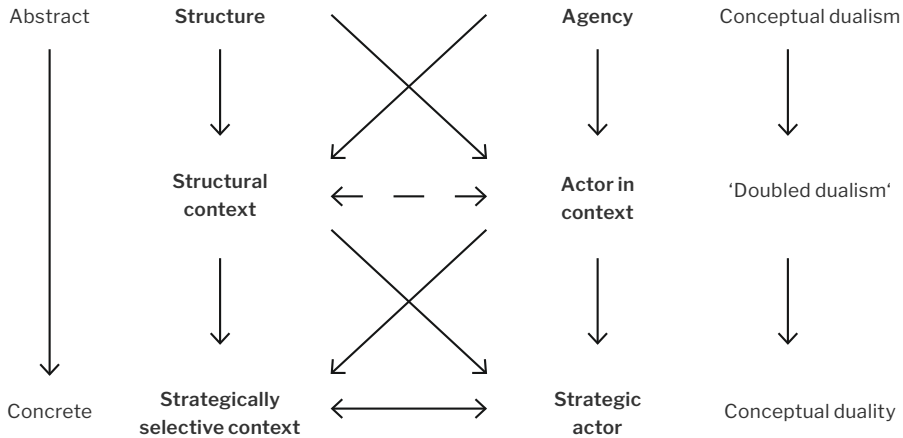 Abstract
Structure
Agency
Conceptual dualism
Structural
context
Actor in
context
‘Doubled dualism‘
Concrete
Strategically
selective context
Strategic
actor
Conceptual duality